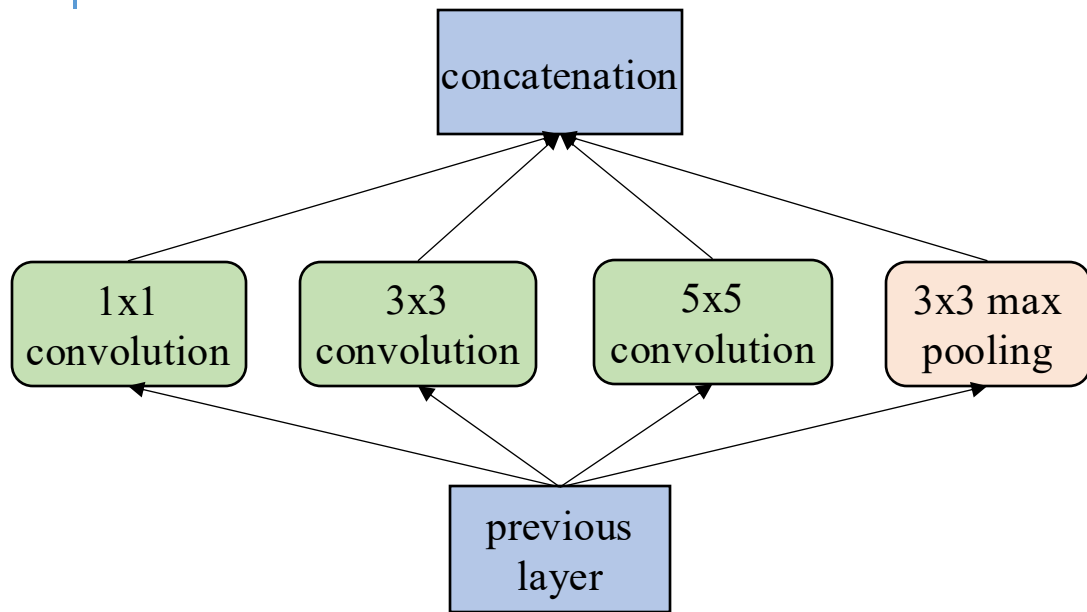 concatenation
1x1
convolution
3x3
convolution
5x5
convolution
3x3 max
pooling
previous
layer